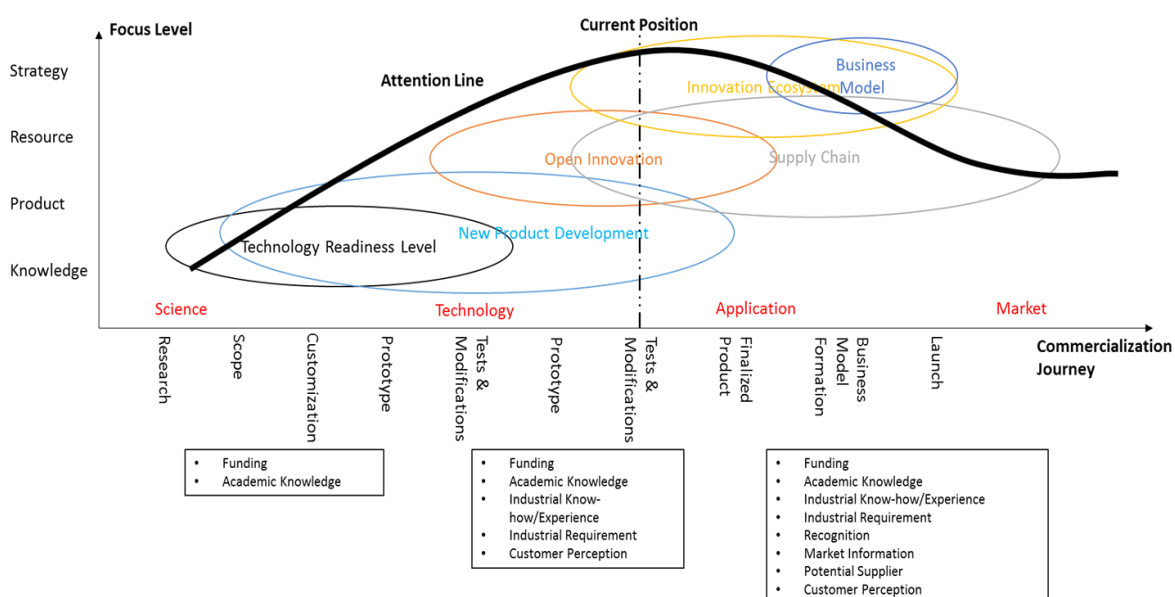 Focus Level
Current Position
Strategy
Attention Line
Business
Model
Innovation Ecosystem
Resource
Open Innovation
Supply Chain
Product
New Product Development
Technology Readiness Level
Knowledge
Science
Technology
Application
Market
Research
Scope
Customization
Prototype
Tests &
Modifications
Prototype
Tests &
Modifications
Finalized
Product
Business
Model
Formation
Launch
Commercialization
Journey
• Funding
• Academic Knowledge
• Funding
• Academic Knowledge
• Industrial Know-
how/Experience
• Industrial Requirement
• Customer Perception
• Funding
• Academic Knowledge
• Industrial Know-how/Experience
• Industrial Requirement
• Recognition
• Market Information
• Potential Supplier
• Customer Perception